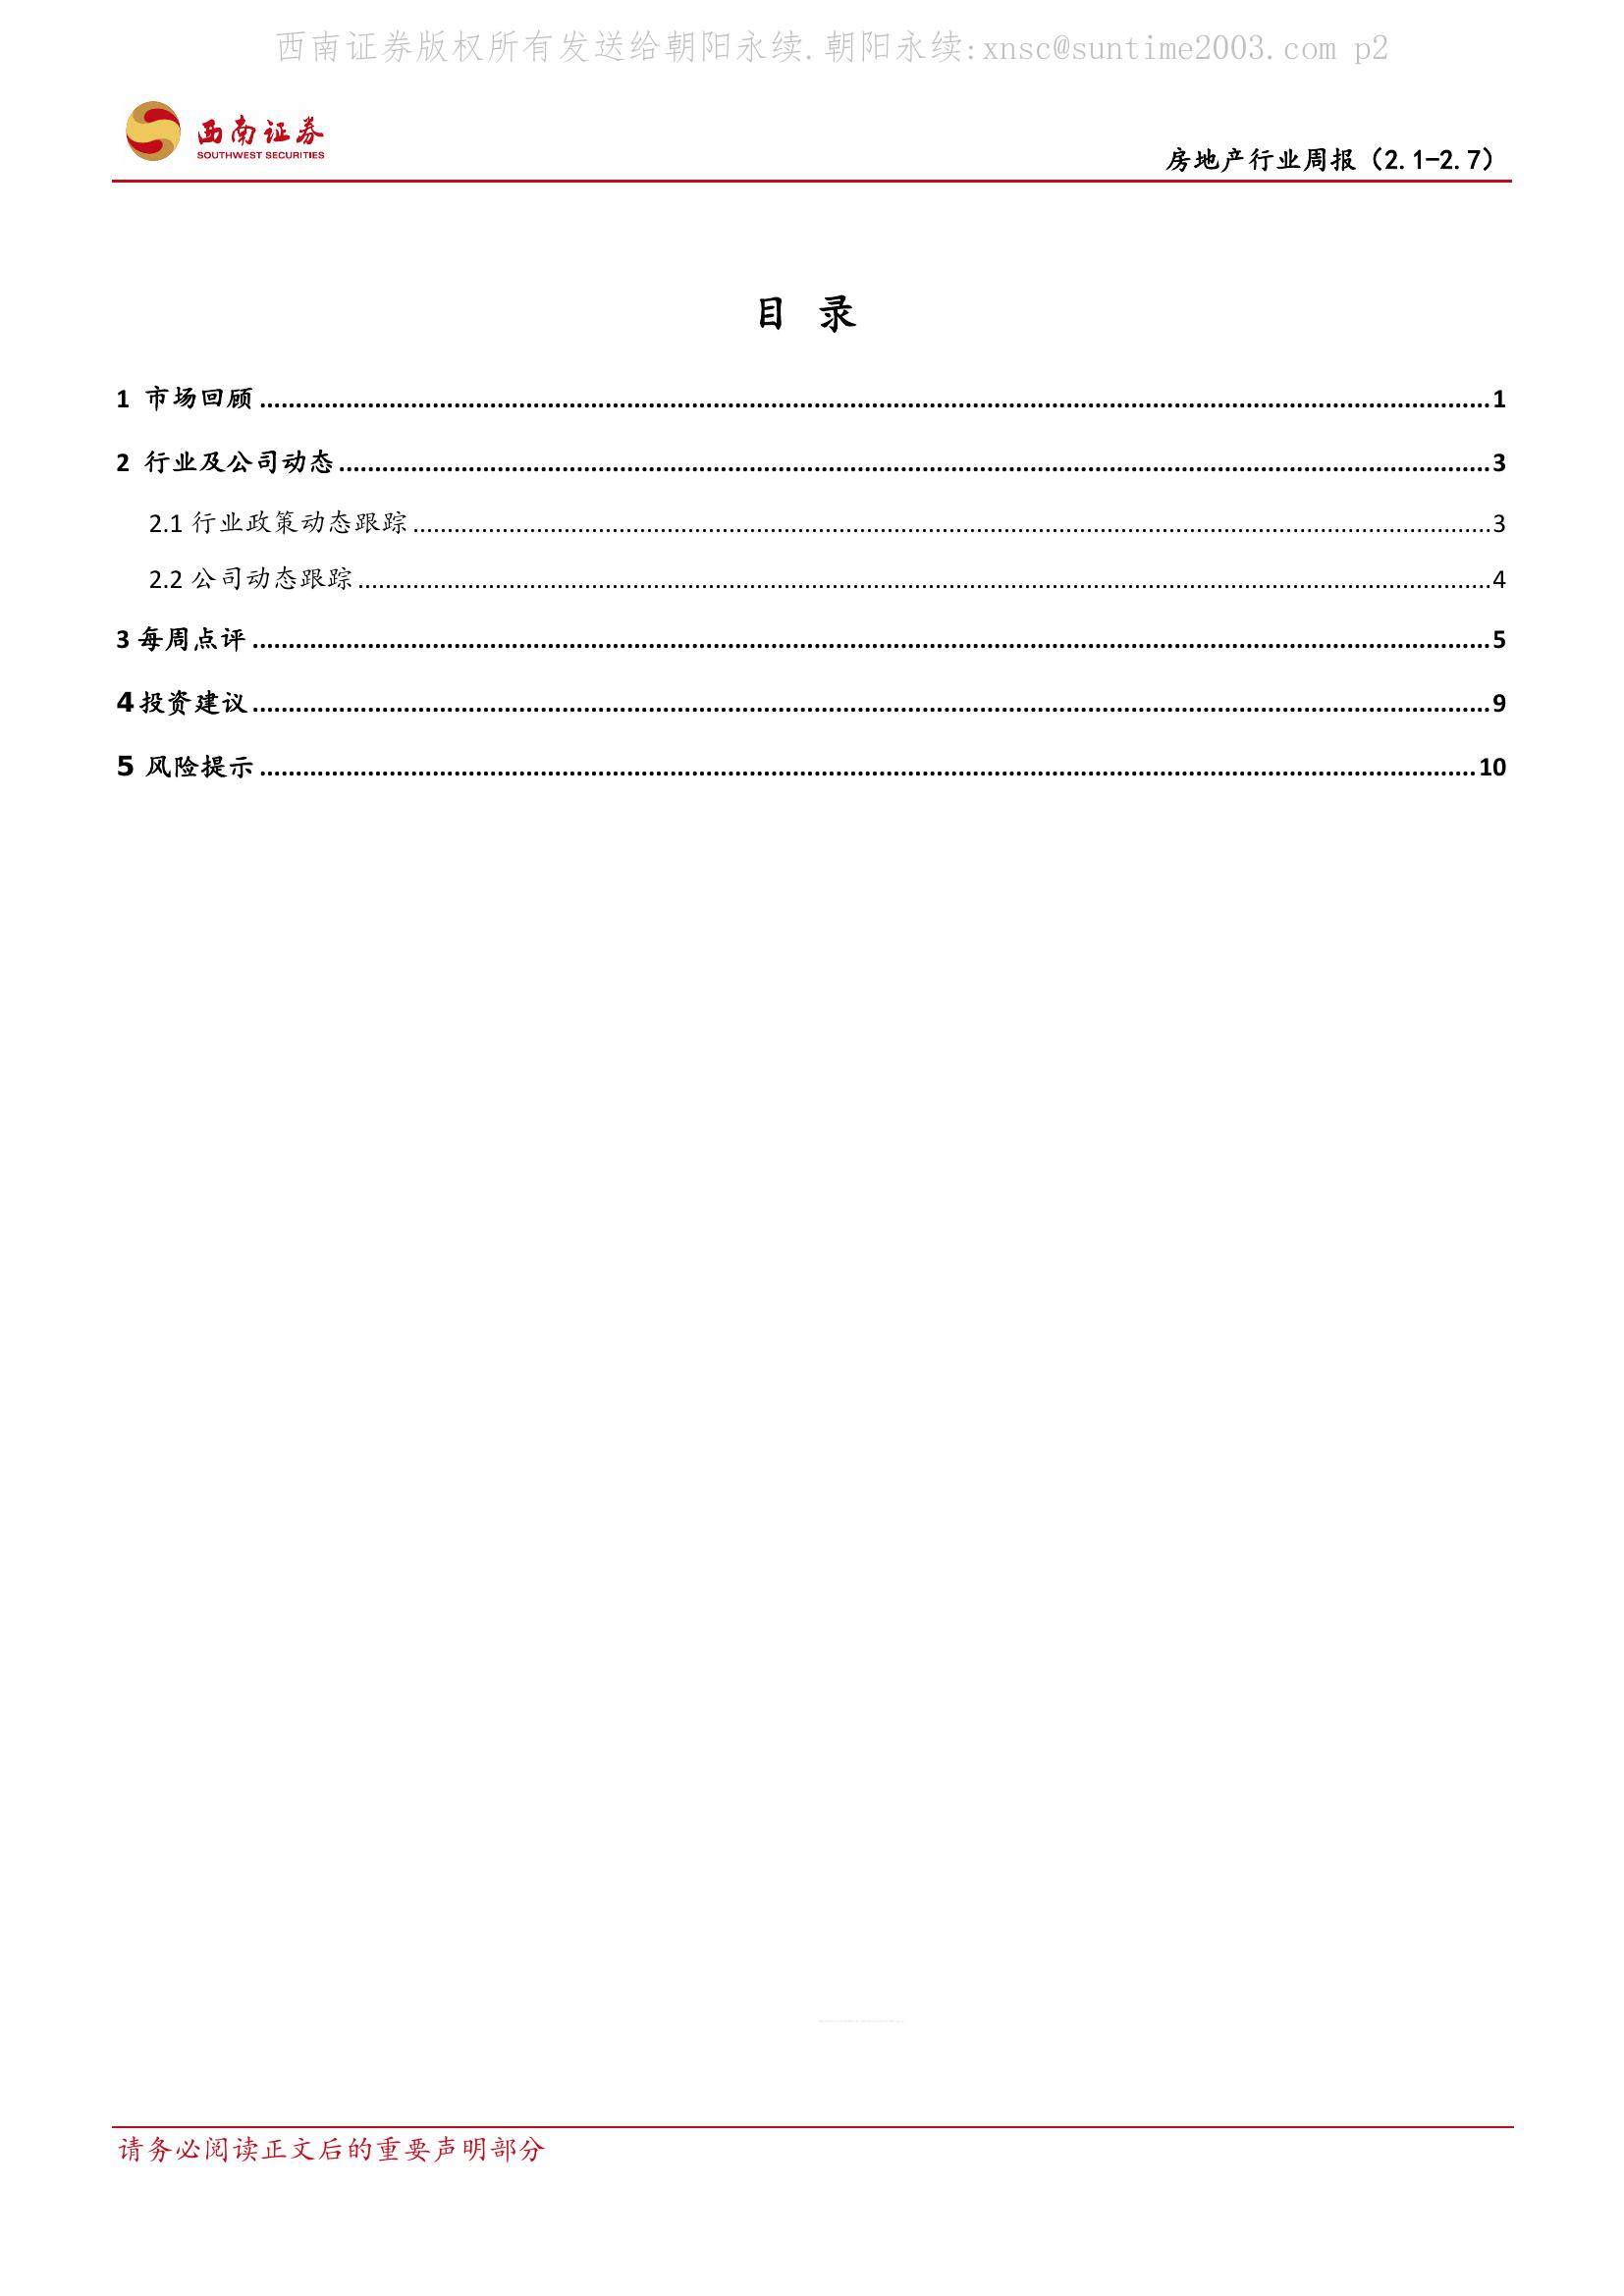 西南证券版权所有发送给朝阳永续.朝阳永续:xnsc@suntime2003.com p2
西南证券
SOUTHWEST SECURITIES
房地产行业周报（2.1-2.7）
目 录
1 市场回顾 1
2 行业及公司动态 3
2.1 行业政策动态跟踪 3
2.2 公司动态跟踪 4
3 每周点评 5
4 投资建议 9
5 风险提示 10
请务必阅读正文后的重要声明部分